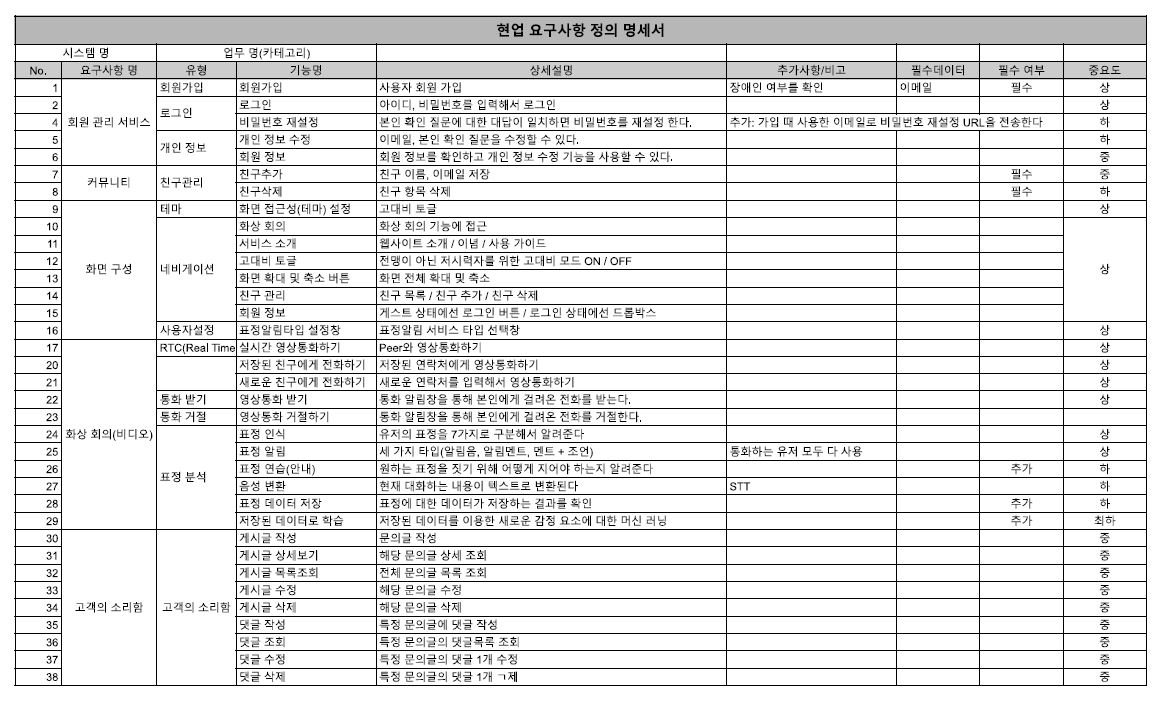 현업 요구사항 정의 명세서
시스템 명 업무 명(카테고리)
No. 요구사항 명 유형 기능명 상세설명 추가사항/비고 필수데이터 필수 여부 중요도
1 회원가입 회원가입 사용자 회원 가입 장애인 여부를 확인 이메일 필수 상
2 로그인 로그인 아이디, 비밀번호를 입력해서 로그인 상
4 회원 관리 서비스 비밀번호 재설정 본인 확인 질문에 대한 대답이 일치하면 비밀번호를 재설정 한다. 추가: 가입 때 사용한 이메일로 비밀번호 재설정 URL을 전송한다 하
5 개인 정보 개인 정보 수정 이메일, 본인 확인 질문을 수정할 수 있다. 하
6 회원 정보 회원 정보를 확인하고 개인 정보 수정 기능을 사용할 수 있다. 중
7 커뮤니티 친구관리 친구추가 친구 이름, 이메일 저장 필수 중
8 친구삭제 친구 항목 삭제 필수 하
9 테마 화면 접근성(테마) 설정 고대비 토글 상
10 화상 회의 화상 회의 기능에 접근
11 서비스 소개 웹사이트 소개 / 이념 / 사용 가이드
12 고대비 토글 전맹이 아닌 저시력자를 위한 고대비 모드 ON / OFF
13 화면 구성 네비게이션 화면 확대 및 축소 버튼 화면 전체 확대 및 축소 상
14 친구 관리 친구 목록 / 친구 추가 / 친구 삭제
15 회원 정보 게스트 상태에선 로그인 버튼 / 로그인 상태에선 드롭박스
16 사용자설정 표정알림타입 설정창 표정알림 서비스 타입 선택창 상
17 RTC(Real Time 실시간 영상통화하기 Peer와 영상통화하기 상
20 저장된 친구에게 전화하기 저장된 연락처에게 영상통화하기 상
21 새로운 친구에게 전화하기 새로운 연락처를 입력해서 영상통화하기 상
22 통화 받기 영상통화 받기 통화 알림창을 통해 본인에게 걸려온 전화를 받는다. 상
23 통화 거절 영상통화 거절하기 통화 알림창을 통해 본인에게 걸려온 전화를 거절한다.
24 화상 회의(비디오) 표정 인식 유저의 표정을 7가지로 구분해서 알려준다 상
25 표정 알림 세 가지 타입(알림음, 알림멘트, 멘트 + 조언) 통화하는 유저 모두 다 사용 상
26 표정 분석 표정 연습(안내) 원하는 표정을 짓기 위해 어떻게 지어야 하는지 알려준다 추가 하
27 음성 변환 현재 대화하는 내용이 텍스트로 변환된다 STT 하
28 표정 데이터 저장 표정에 대한 데이터가 저장하는 결과를 확인 추가 하
29 저장된 데이터로 학습 저장된 데이터를 이용한 새로운 감정 요소에 대한 머신 러닝 추가 최하
30 게시글 작성 문의글 작성 중
31 게시글 상세보기 해당 문의글 상세 조회 중
32 게시글 목록조회 전체 문의글 목록 조회 중
33 게시글 수정 해당 문의글 수정 중
34 고객의 소리함 고객의 소리함 게시글 삭제 해당 문의글 삭제 중
35 댓글 작성 특정 문의글에 댓글 작성 중
36 댓글 조회 특정 문의글의 댓글목록 조회 중
37 댓글 수정 특정 문의글의 댓글 1개 수정 중
38 댓글 삭제 특정 문의글의 댓글 1개 ㄱ제 중